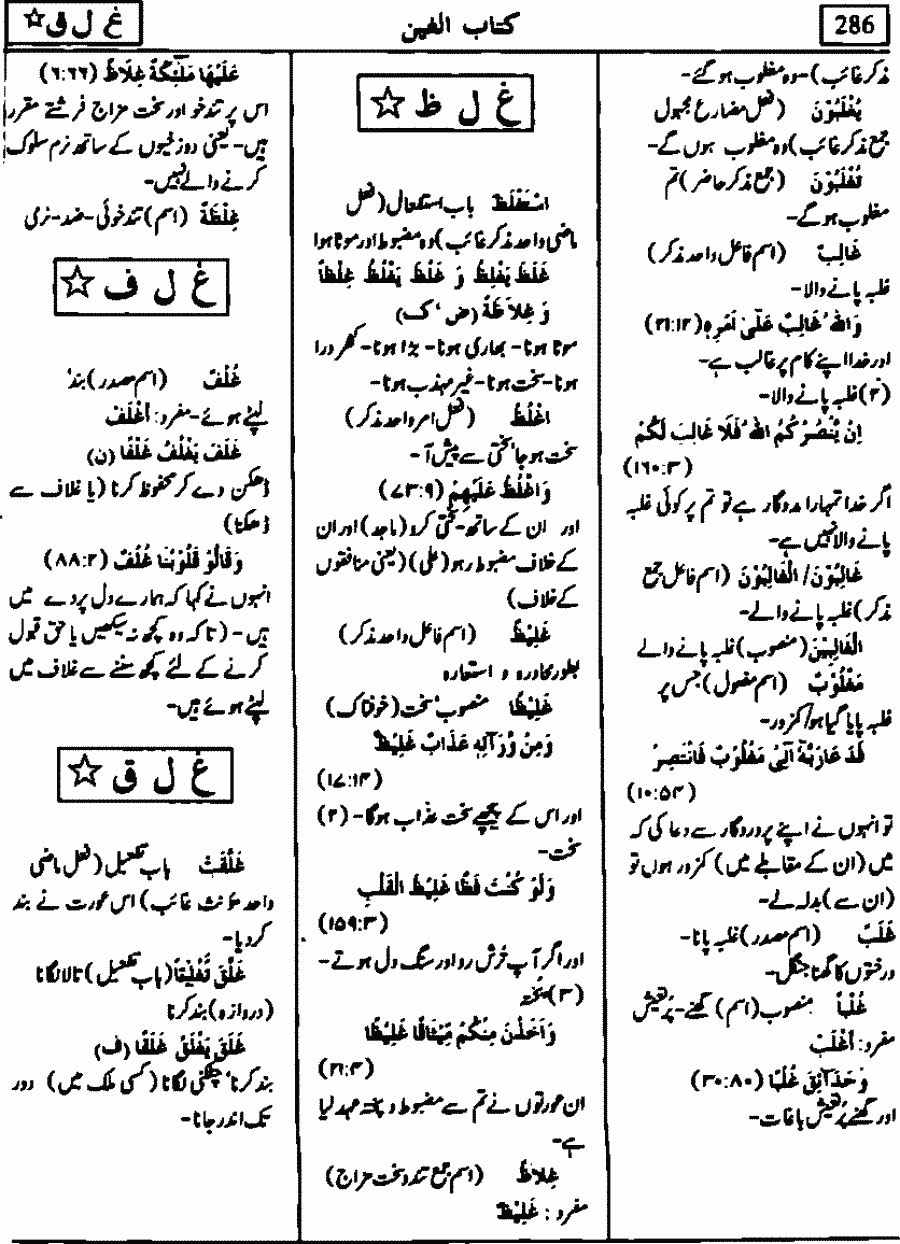 286
كتاب الغين
غ ل ق ☆
مذکر غائب)-وہ مغلوب ہو گئے-
یُغْلَبُوْنَ (فعل مضارع مجہول
جمع مذکر غائب) وہ مغلوب ہوں گے-
تُغْلَبُوْنَ (جمع مذکر حاضر) تم
مغلوب ہو گے-
غَالِبٌ (اسم فاعل واحد مذکر)
غلبہ پانے والا-
وَاللّٰهُ غَالِبٌ عَلٰٓى اَمْرِهٖ (۲۱:۱۲)
اور خدا اپنے کام پر غالب ہے-
(۲) غلبہ پانے والا-
اِنْ يَّنْصُرْكُمُ اللّٰهُ فَلَا غَالِبَ لَكُمْ
(۱۶۰:۳)
اگر خدا تمہارا مددگار ہے تو تم پر کوئی غلبہ
پانے والا نہیں ہے-
غَالِبُوْنَ/ الْغَالِبُوْنَ (اسم فاعل جمع
مذکر) غلبہ پانے والے-
الْغَالِبِيْنَ (منصوب) غلبہ پانے والے
مَغْلُوْبٌ (اسم مفعول) جس پر
غلبہ پایا گیا ہو/ کمزور-
فَدَعَا رَبَّهٗٓ اَنِّىْ مَغْلُوْبٌ فَانْتَصِرْ
(۱۰:۵۴)
تو انہوں نے اپنے پروردگار سے دعا کی کہ
میں (ان کے مقابلے میں) کمزور ہوں تو
(ان سے) بدلہ لے-
غَلَبٌ (اسم مصدر) غلبہ پانا-
درختوں کا گھنا جنگل-
غُلْباً منصوب (اسم) گھنے-پُرتعیش
مفرد: اَغْلَبُ
وَحَدَآئِقَ غُلْبًا (۳۰:۸۰)
اور گھنے پُرتعیش باغات-
غ ل ظ ☆
اسْتَغْلَظَ باب استفعال (فعل
ماضی واحد مذکر غائب) وہ مضبوط اور موٹا ہوا
غَلَظَ يَغْلِظُ وَ غَلُظَ يَغْلُظُ غِلْظاً
وَ غِلَاظَةً (ض ' ک)
موٹا ہونا- بھاری ہونا- بڑا ہونا- کھردرا
ہونا- سخت ہونا- غیر مہذب ہونا-
اغْلُظْ (فعل امر واحد مذکر)
سخت ہو جا' سختی سے پیش آ-
وَاغْلُظْ عَلَيْهِمْ (۷۳:۹)
اور ان کے ساتھ- سختی کرو (ماجد) اور ان
کے خلاف مضبوط رہو (علی) (یعنی منافقوں
کے خلاف)
غَلِيْظٌ (اسم فاعل واحد مذکر)
بطور محاورہ و استعارہ
غَلِيْظًا منصوب' سخت (خوفناک)
وَمِنْ وَّرَآئِهٖ عَذَابٌ غَلِيْظٌ
(۱۷:۱۴)
اور اس کے پیچھے سخت عذاب ہوگا- (۲)
سخت-
وَلَوْ كُنْتَ فَظًّا غَلِيْظَ الْقَلْبِ
(۱۵۹:۳)
اور اگر آپ تُرش رو اور سنگ دل ہوتے-
(۳) پختہ
وَاَخَذْنَ مِنْكُمْ مِّيْثَاقًا غَلِيْظًا
(۲۱:۴)
ان عورتوں نے تم سے مضبوط و پختہ عہد لیا
ہے-
غِلَاظٌ (اسم جمع تند و سخت مزاج)
مفرد : غَلِيْظٌ
عَلَيْهَا مَلٰٓئِكَةٌ غِلَاظٌ (۶:۶۶)
اس پر تندخو اور سخت مزاج فرشتے مقرر
ہیں- یعنی دوزخیوں کے ساتھ نرم سلوک
کرنے والے نہیں-
غِلْظَةً (اسم) تند خوئی- ضد- نرمی
غ ل ف ☆
غُلْفٌ (اسم مصدر) بند'
لپٹے ہوئے- مفرد: اَغْلَفُ
غَلَفَ يَغْلُفُ غَلْفًا (ن)
ڈھکن دے کر محفوظ کرنا (یا غلاف سے
ڈھکنا)
وَقَالُوْ قُلُوْبُنَا غُلْفٌ (۸۸:۲)
انہوں نے کہا کہ ہمارے دل پردے میں
ہیں- (تاکہ وہ کچھ نہ سیکھیں یا حق قبول
کرنے کے لئے کچھ سننے سے غلاف میں
لپٹے ہوئے ہیں-
غ ل ق ☆
غَلَّقَتْ باب تفعیل (فعل ماضی
واحد مؤنث غائب) اس عورت نے بند
کر دیا-
غَلَّقَ تَغْلِيْقاً (باب تفعیل) تالا لگانا
(دروازہ) بند کرنا
غَلَقَ يَغْلَقُ غَلْقًا (ف)
بند کرنا' چٹخنی لگانا (کسی ملک میں) دور
تک اندر جانا-